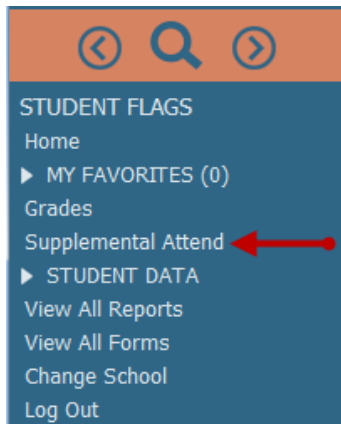 STUDENT FLAGS
Home
MY FAVORITES (0)
Grades
Supplemental Attend
STUDENT DATA
View All Reports
View All Forms
Change School
Log Out